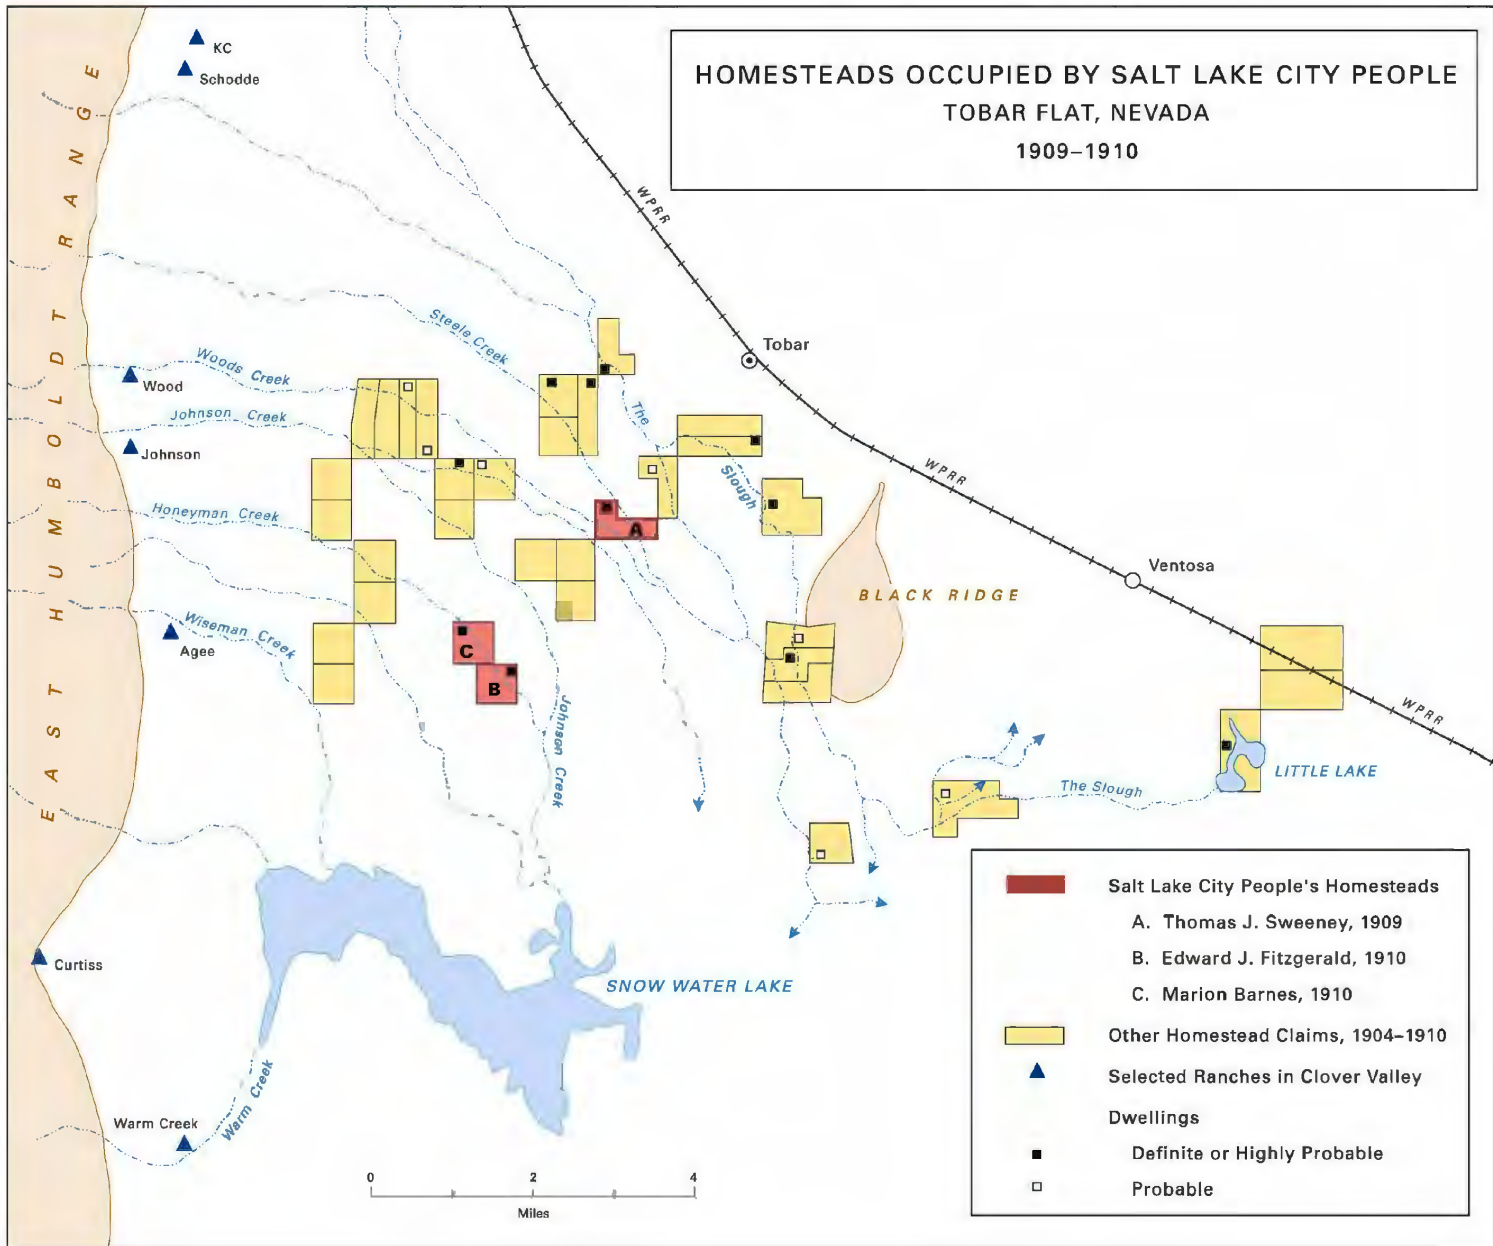 HOMESTEADS OCCUPIED BY SALT LAKE CITY PEOPLE
TOBAR FLAT, NEVADA
1909–1910
KC
Schodde
EAST HUMBOLDT RANGE
WPRR
Tobar
Steele Creek
Woods Creek
Wood
Johnson Creek
Johnson
The
Slough
WPRR
Honeyman Creek
A
Ventosa
BLACK RIDGE
Wiseman Creek
Agee
C
B
Johnson Creek
WPRR
LITTLE LAKE
The Slough
Curtiss
SNOW WATER LAKE
Warm Creek
Warm Creek
0 2 4
Miles
Salt Lake City People's Homesteads
A. Thomas J. Sweeney, 1909
B. Edward J. Fitzgerald, 1910
C. Marion Barnes, 1910
Other Homestead Claims, 1904–1910
Selected Ranches in Clover Valley
Dwellings
Definite or Highly Probable
Probable